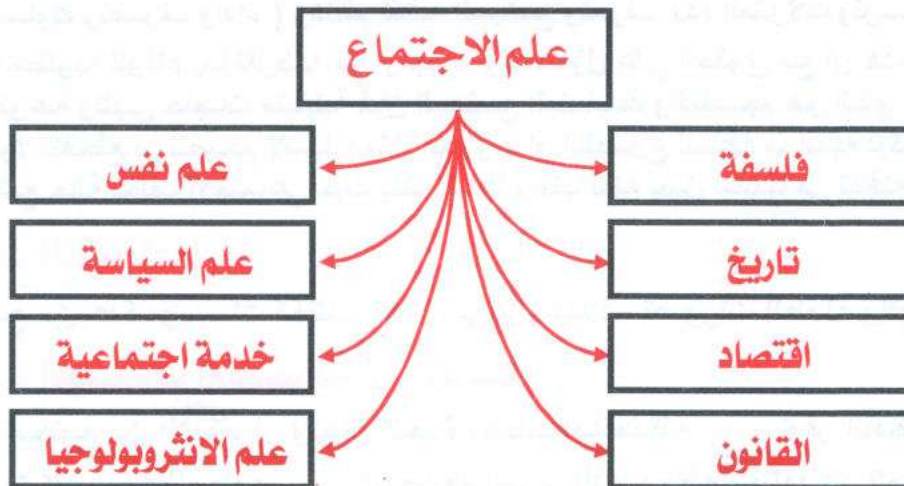 علم الاجتماع
فلسفة
علم نفس
تاريخ
علم السياسة
اقتصاد
خدمة اجتماعية
القانون
علم الانثروبولوجيا